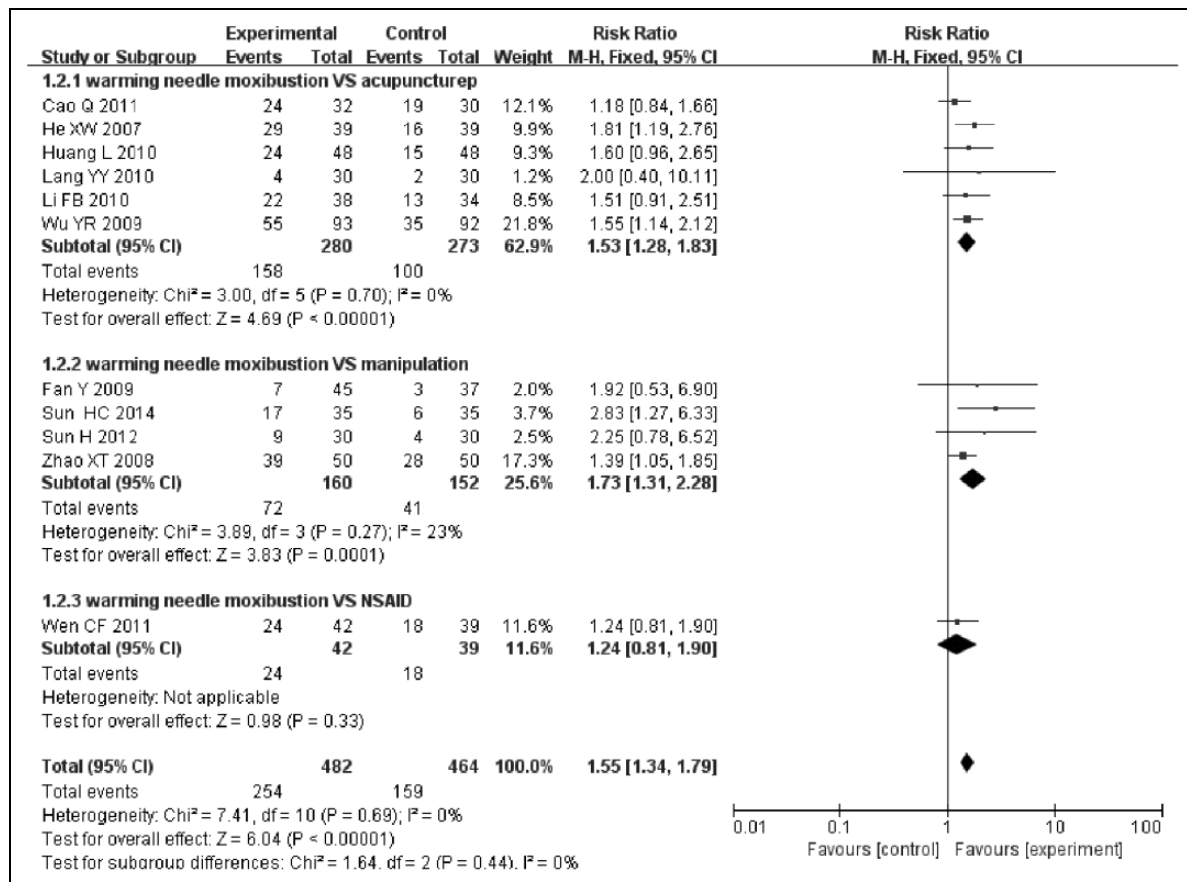 Experimental Control Risk Ratio Risk Ratio
Study or Subgroup Events Total Events Total Weight M-H, Fixed, 95% CI M-H, Fixed, 95% CI
1.2.1 warming needle moxibustion VS acupuncturep
Cao Q 2011 24 32 19 30 12.1% 1.18 [0.84, 1.66]
He XW 2007 29 39 16 39 9.9% 1.81 [1.19, 2.76]
Huang L 2010 24 48 15 48 9.3% 1.60 [0.96, 2.65]
Lang YY 2010 4 30 2 30 1.2% 2.00 [0.40, 10.11]
Li FB 2010 22 38 13 34 8.5% 1.51 [0.91, 2.51]
Wu YR 2009 55 93 35 92 21.8% 1.55 [1.14, 2.12]
Subtotal (95% CI) 280 273 62.9% 1.53 [1.28, 1.83]
Total events 158 100
Heterogeneity: Chi² = 3.00, df = 5 (P = 0.70); I² = 0%
Test for overall effect: Z = 4.69 (P < 0.00001)
1.2.2 warming needle moxibustion VS manipulation
Fan Y 2009 7 45 3 37 2.0% 1.92 [0.53, 6.90]
Sun HC 2014 17 35 6 35 3.7% 2.83 [1.27, 6.33]
Sun H 2012 9 30 4 30 2.5% 2.25 [0.78, 6.52]
Zhao XT 2008 39 50 28 50 17.3% 1.39 [1.05, 1.85]
Subtotal (95% CI) 160 152 25.6% 1.73 [1.31, 2.28]
Total events 72 41
Heterogeneity: Chi² = 3.89, df = 3 (P = 0.27); I² = 23%
Test for overall effect: Z = 3.83 (P = 0.0001)
1.2.3 warming needle moxibustion VS NSAID
Wen CF 2011 24 42 18 39 11.6% 1.24 [0.81, 1.90]
Subtotal (95% CI) 42 39 11.6% 1.24 [0.81, 1.90]
Total events 24 18
Heterogeneity: Not applicable
Test for overall effect: Z = 0.98 (P = 0.33)
Total (95% CI) 482 464 100.0% 1.55 [1.34, 1.79]
Total events 254 159
Heterogeneity: Chi² = 7.41, df = 10 (P = 0.69); I² = 0%
Test for overall effect: Z = 6.04 (P < 0.00001)
Test for subgroup differences: Chi² = 1.64, df = 2 (P = 0.44), I² = 0%
0.01 0.1 1 10 100
Favours [control] Favours [experiment]